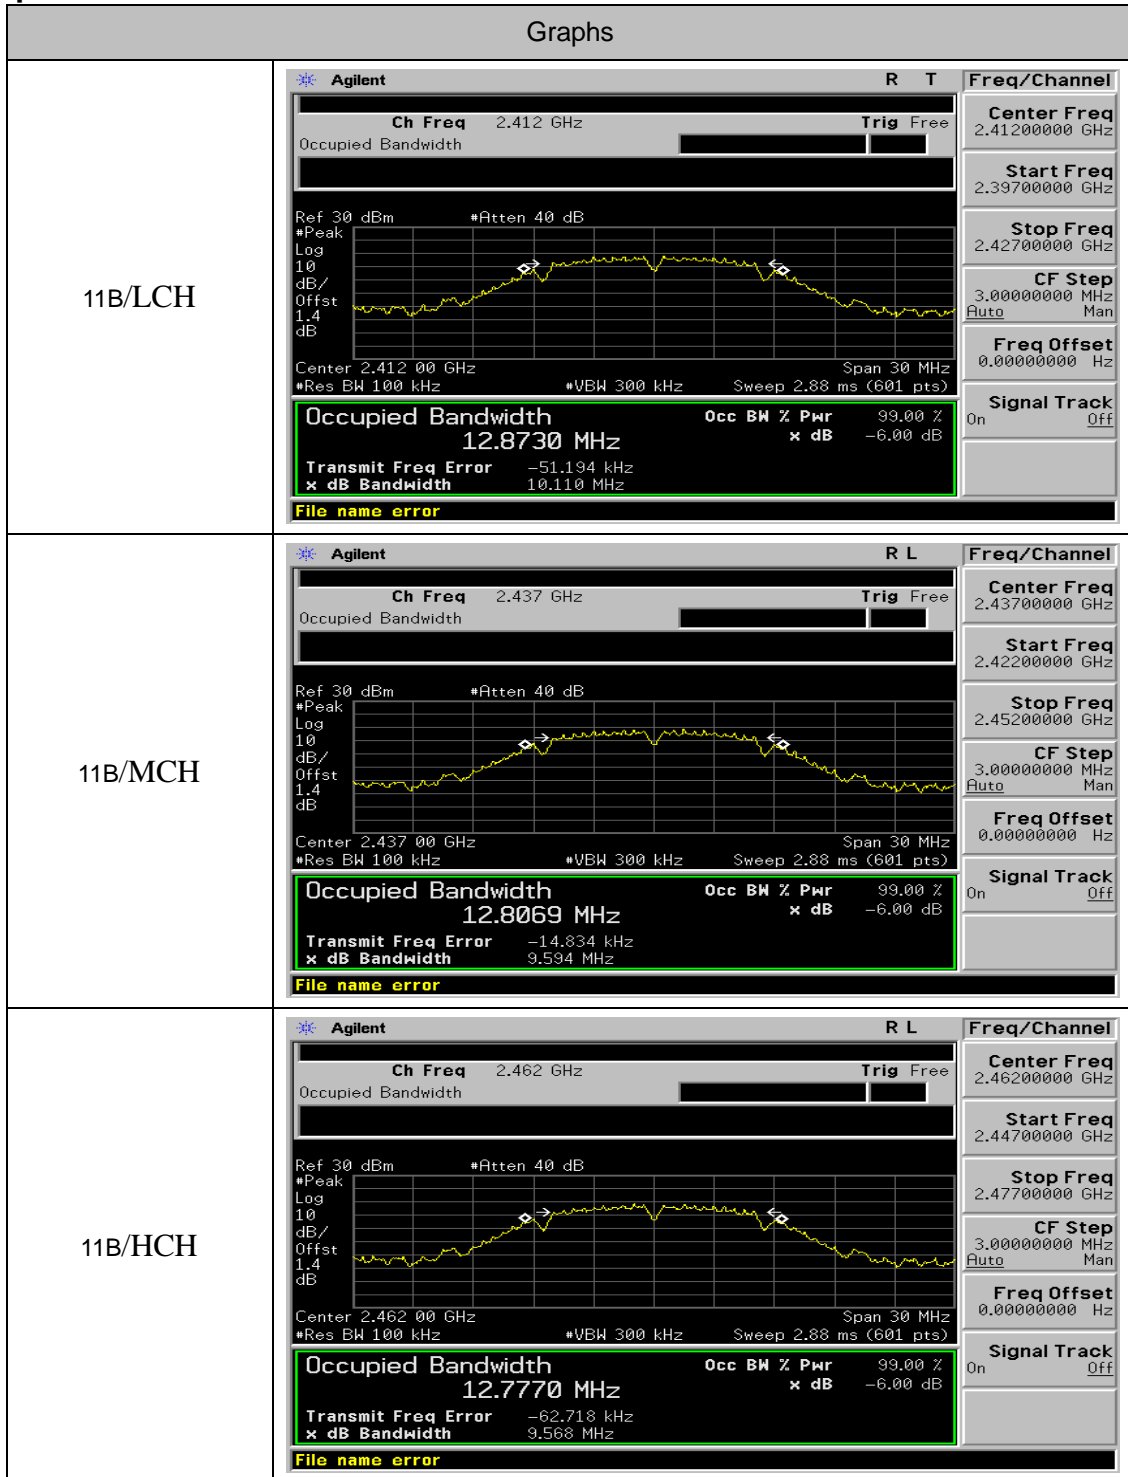 Graphs
11B/LCH
Agilent R T Freq/Channel
Ch Freq 2.412 GHz Trig Free
Occupied Bandwidth
Center Freq
2.41200000 GHz
Start Freq
2.39700000 GHz
Stop Freq
2.42700000 GHz
CF Step
3.00000000 MHz
Auto Man
Freq Offset
0.00000000 Hz
Signal Track
On Off
Ref 30 dBm #Atten 40 dB
#Peak
Log
10
dB/
Offst
1.4
dB
Center 2.412 00 GHz Span 30 MHz
#Res BW 100 kHz #VBW 300 kHz Sweep 2.88 ms (601 pts)
Occupied Bandwidth Occ BW % Pwr 99.00 %
12.8730 MHz x dB -6.00 dB
Transmit Freq Error -51.194 kHz
x dB Bandwidth 10.110 MHz
File name error
11B/MCH
Agilent R L Freq/Channel
Ch Freq 2.437 GHz Trig Free
Occupied Bandwidth
Center Freq
2.43700000 GHz
Start Freq
2.42200000 GHz
Stop Freq
2.45200000 GHz
CF Step
3.00000000 MHz
Auto Man
Freq Offset
0.00000000 Hz
Signal Track
On Off
Ref 30 dBm #Atten 40 dB
#Peak
Log
10
dB/
Offst
1.4
dB
Center 2.437 00 GHz Span 30 MHz
#Res BW 100 kHz #VBW 300 kHz Sweep 2.88 ms (601 pts)
Occupied Bandwidth Occ BW % Pwr 99.00 %
12.8069 MHz x dB -6.00 dB
Transmit Freq Error -14.834 kHz
x dB Bandwidth 9.594 MHz
File name error
11B/HCH
Agilent R L Freq/Channel
Ch Freq 2.462 GHz Trig Free
Occupied Bandwidth
Center Freq
2.46200000 GHz
Start Freq
2.44700000 GHz
Stop Freq
2.47700000 GHz
CF Step
3.00000000 MHz
Auto Man
Freq Offset
0.00000000 Hz
Signal Track
On Off
Ref 30 dBm #Atten 40 dB
#Peak
Log
10
dB/
Offst
1.4
dB
Center 2.462 00 GHz Span 30 MHz
#Res BW 100 kHz #VBW 300 kHz Sweep 2.88 ms (601 pts)
Occupied Bandwidth Occ BW % Pwr 99.00 %
12.7770 MHz x dB -6.00 dB
Transmit Freq Error -62.718 kHz
x dB Bandwidth 9.568 MHz
File name error